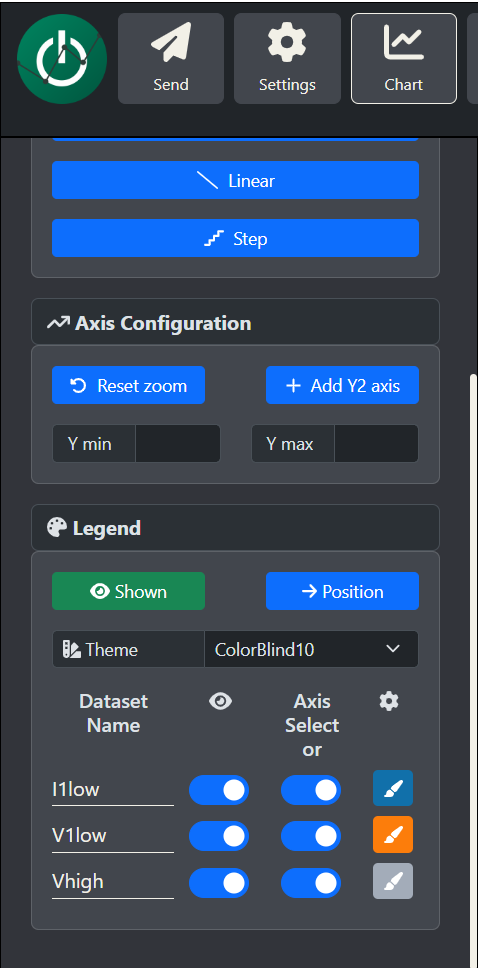 Send Settings Chart
Linear
Step
Axis Configuration
Reset zoom Add Y2 axis
Y min Y max
Legend
Shown Position
Theme ColorBlind10
Dataset Axis
Name Select
or
I1low
V1low
Vhigh